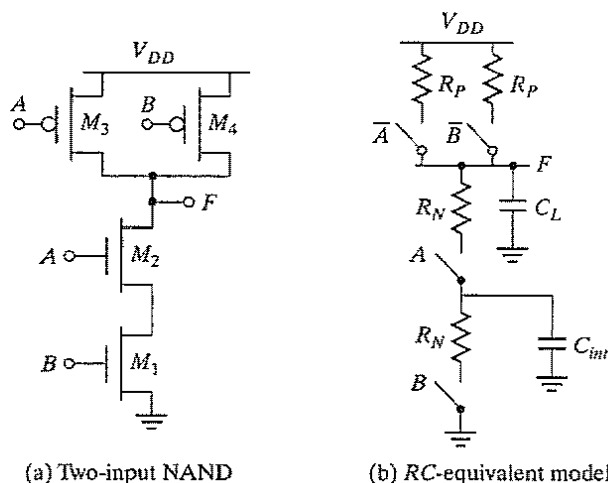 V_DD
A
M_3
B
M_4
F
A
M_2
B
M_1
(a) Two-input NAND
V_DD
R_P
R_P
A̅
B̅
F
R_N
C_L
A
R_N
C_int
B
(b) RC-equivalent model